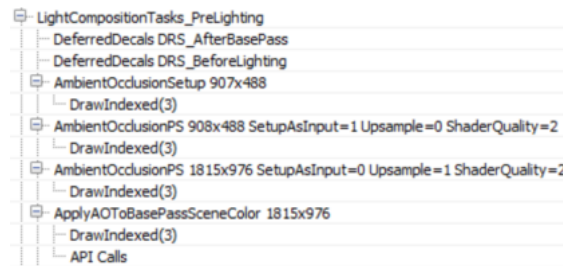 LightCompositionTasks_PreLighting
DeferredDecals DRS_AfterBasePass
DeferredDecals DRS_BeforeLighting
AmbientOcclusionSetup 907x488
DrawIndexed(3)
AmbientOcclusionPS 908x488 SetupAsInput=1 Upsample=0 ShaderQuality=2
DrawIndexed(3)
AmbientOcclusionPS 1815x976 SetupAsInput=0 Upsample=1 ShaderQuality=2
DrawIndexed(3)
ApplyAOToBasePassSceneColor 1815x976
DrawIndexed(3)
API Calls